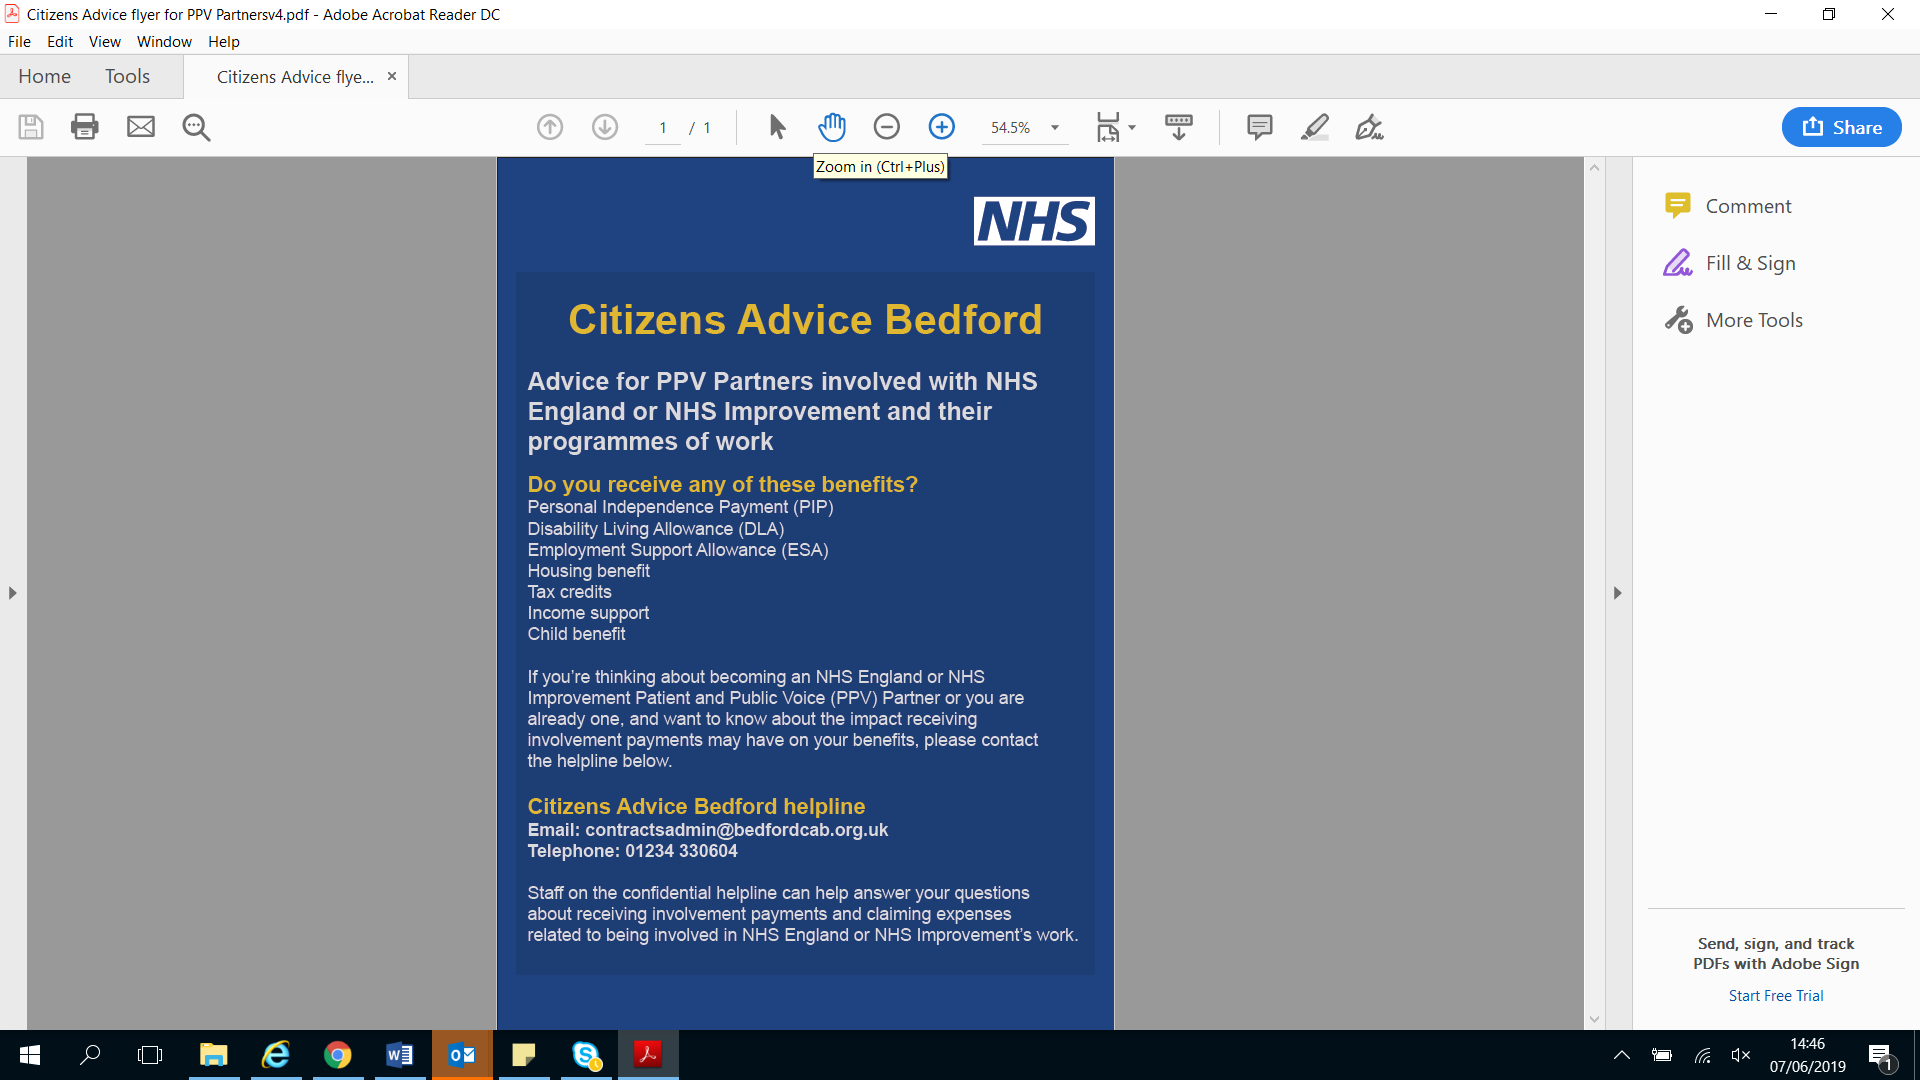 Citizens Advice flyer for PPV Partnersv4.pdf - Adobe Acrobat Reader DC
File Edit View Window Help
Home Tools Citizens Advice flye... ×
1 / 1 54.5% Share
Zoom in (Ctrl+Plus)
NHS
Citizens Advice Bedford
Advice for PPV Partners involved with NHS
England or NHS Improvement and their
programmes of work
Do you receive any of these benefits?
Personal Independence Payment (PIP)
Disability Living Allowance (DLA)
Employment Support Allowance (ESA)
Housing benefit
Tax credits
Income support
Child benefit
If you’re thinking about becoming an NHS England or NHS
Improvement Patient and Public Voice (PPV) Partner or you are
already one, and want to know about the impact receiving
involvement payments may have on your benefits, please contact
the helpline below.
Citizens Advice Bedford helpline
Email: contractsadmin@bedfordcab.org.uk
Telephone: 01234 330604
Staff on the confidential helpline can help answer your questions
about receiving involvement payments and claiming expenses
related to being involved in NHS England or NHS Improvement’s work.
Comment
Fill & Sign
More Tools
Send, sign, and track
PDFs with Adobe Sign
Start Free Trial
14:46
07/06/2019
1